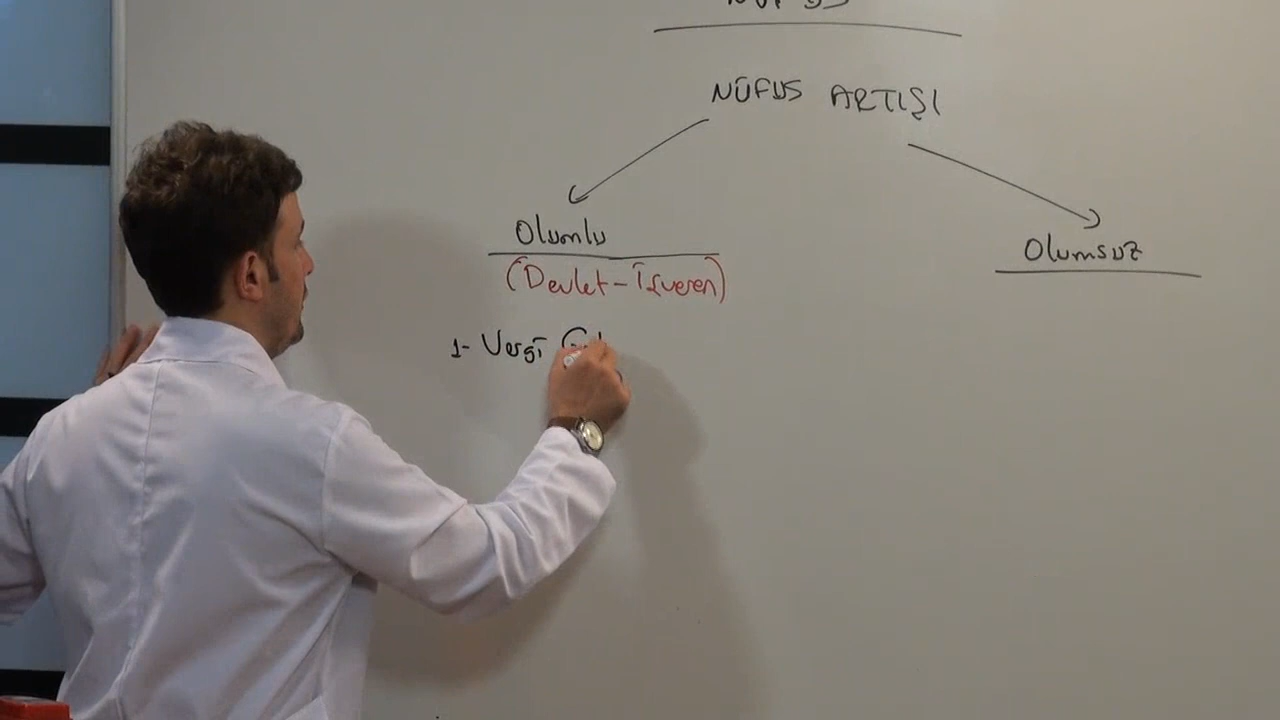 NÜFUS ARTIŞI
Olumlu
Olumsuz
(Devlet-İşveren)
1- Vergi